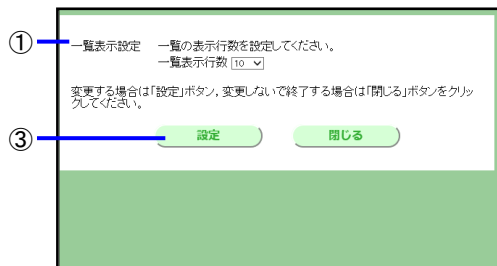 ① 一覧表示設定 一覧の表示行数を設定してください。
一覧表示行数 10
変更する場合は「設定」ボタン，変更しないで終了する場合は「閉じる」ボタンをクリッ
クしてください。
③ 設定 閉じる